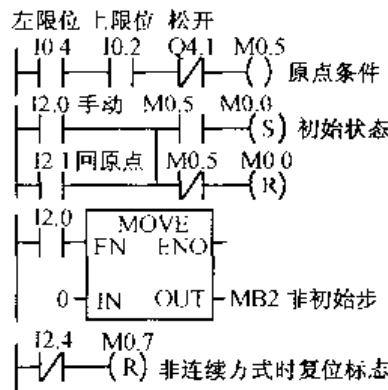 左限位 上限位 松开
I0.4 I0.2 Q4.1 M0.5
( ) 原点条件
I2.0 手动 M0.5 M0.0
(S) 初始状态
I2.1 回原点 M0.5 M0.0
(R)
I2.0
MOVE
EN ENO
0 IN OUT MB2 非初始步
I2.4 M0.7
(R) 非连续方式时复位标志